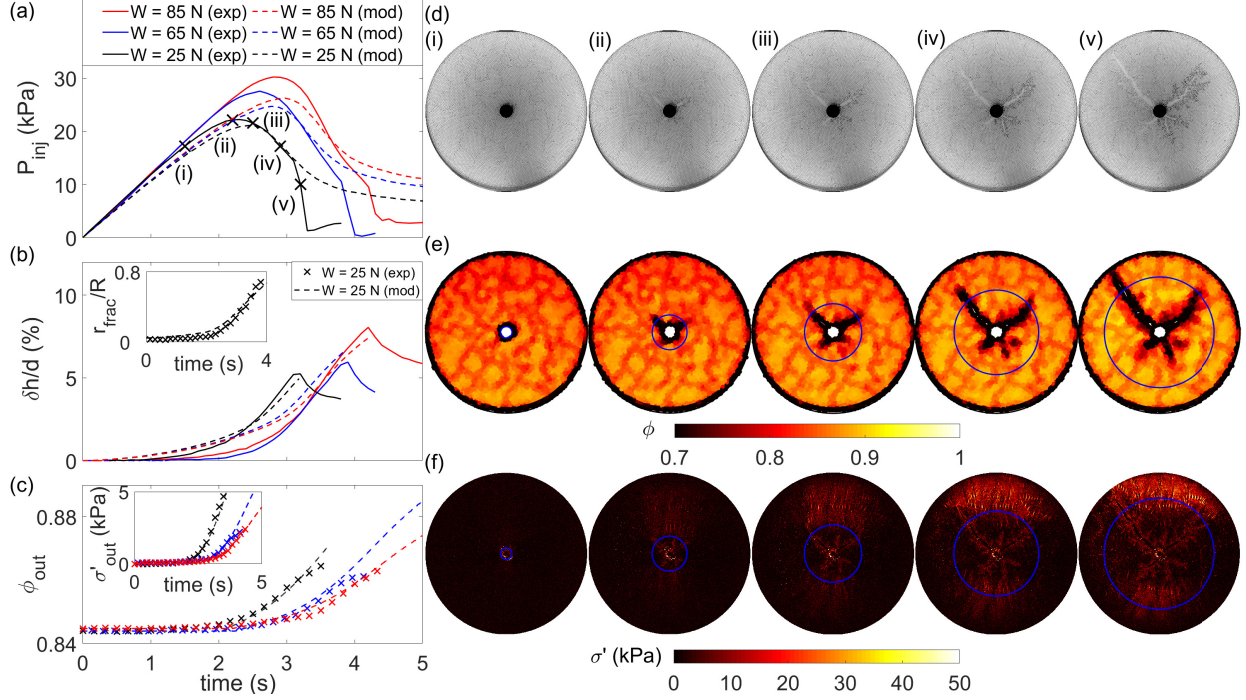 (a)
W = 85 N (exp) W = 85 N (mod)
W = 65 N (exp) W = 65 N (mod)
W = 25 N (exp) W = 25 N (mod)
P_inj (kPa)
30
20
10
0
(i)
(ii)
(iii)
(iv)
(v)
(b)
δh/d (%)
10
5
0
r_frac/R
0.8
0
0 4
time (s)
W = 25 N (exp)
W = 25 N (mod)
(c)
ϕ_out
0.88
0.84
σ'_out (kPa)
5
0
0 5
time (s)
0 1 2 3 4 5
time (s)
(d)
(i) (ii) (iii) (iv) (v)
(e)
ϕ
0.7 0.8 0.9 1
(f)
σ' (kPa)
0 10 20 30 40 50